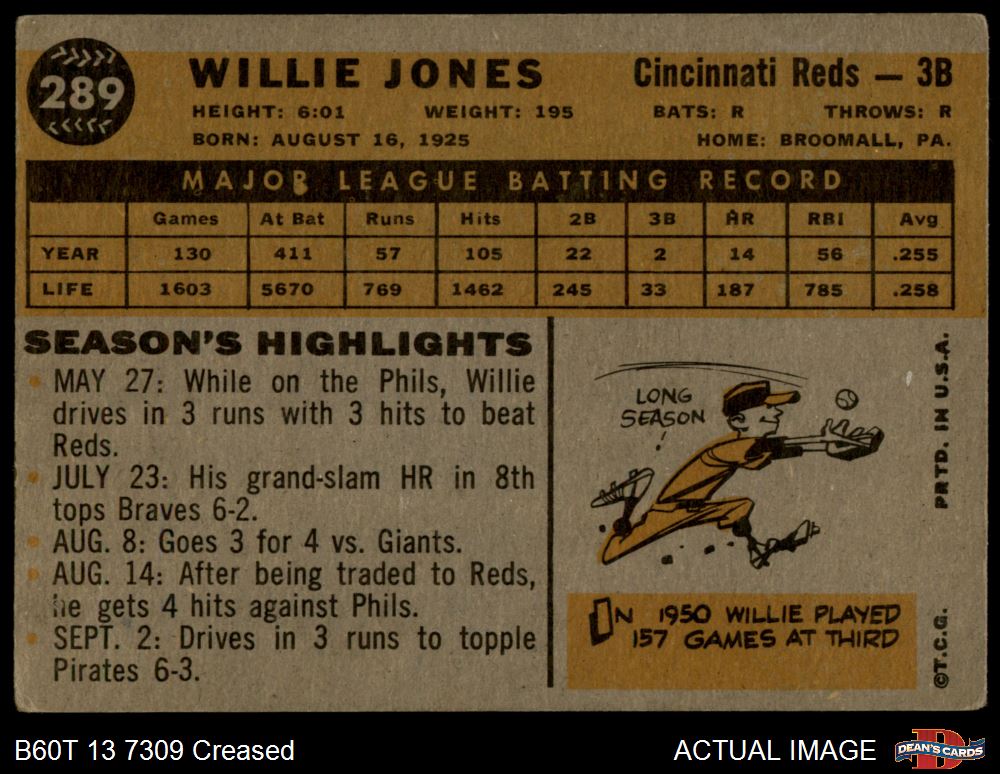 289
WILLIE JONES
Cincinnati Reds — 3B
HEIGHT: 6:01 WEIGHT: 195 BATS: R THROWS: R
BORN: AUGUST 16, 1925 HOME: BROOMALL, PA.
MAJOR LEAGUE BATTING RECORD
Games At Bat Runs Hits 2B 3B HR RBI Avg
YEAR 130 411 57 105 22 2 14 56 .255
LIFE 1603 5670 769 1462 245 33 187 785 .258
SEASON'S HIGHLIGHTS
• MAY 27: While on the Phils, Willie
drives in 3 runs with 3 hits to beat
Reds.
• JULY 23: His grand-slam HR in 8th
tops Braves 6-2.
• AUG. 8: Goes 3 for 4 vs. Giants.
• AUG. 14: After being traded to Reds,
he gets 4 hits against Phils.
• SEPT. 2: Drives in 3 runs to topple
Pirates 6-3.
LONG
SEASON
IN 1950 WILLIE PLAYED
157 GAMES AT THIRD
PRTD. IN U.S.A.
©T.C.G.
B60T 13 7309 Creased
ACTUAL IMAGE
D
DEAN'S CARDS